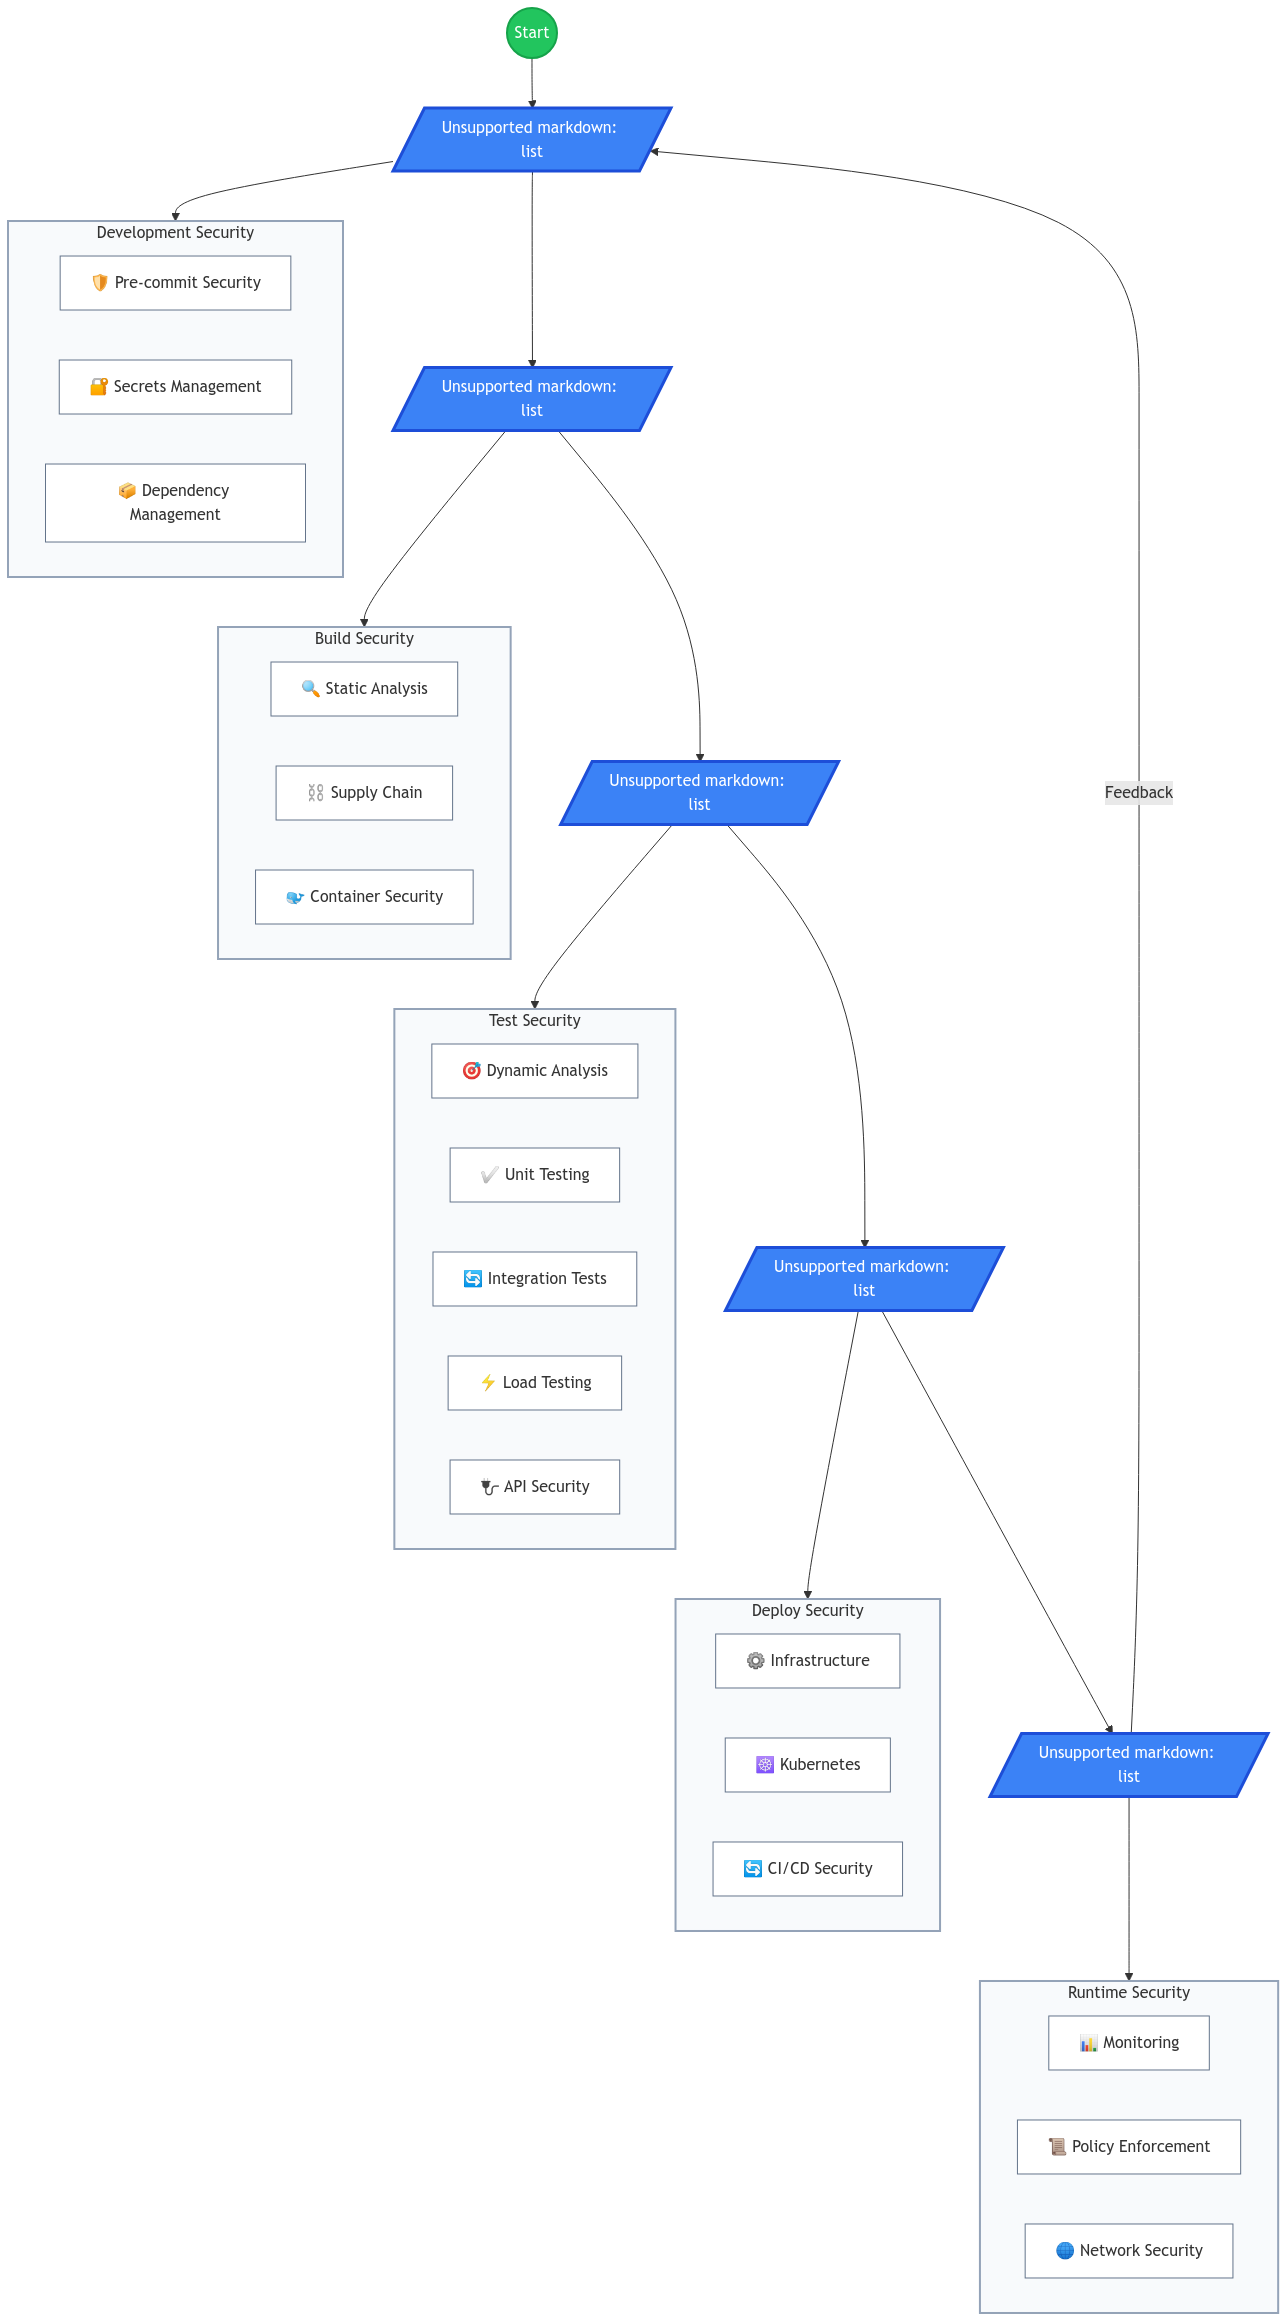 Start
Unsupported markdown:
list
Development Security
🛡️ Pre-commit Security
🔐 Secrets Management
📦 Dependency
Management
Unsupported markdown:
list
Build Security
🔍 Static Analysis
⛓️ Supply Chain
🐳 Container Security
Unsupported markdown:
list
Feedback
Test Security
🎯 Dynamic Analysis
✔️ Unit Testing
🔄 Integration Tests
⚡ Load Testing
🔌 API Security
Unsupported markdown:
list
Deploy Security
⚙️ Infrastructure
☸️ Kubernetes
🔄 CI/CD Security
Unsupported markdown:
list
Runtime Security
📊 Monitoring
📜 Policy Enforcement
🌐 Network Security